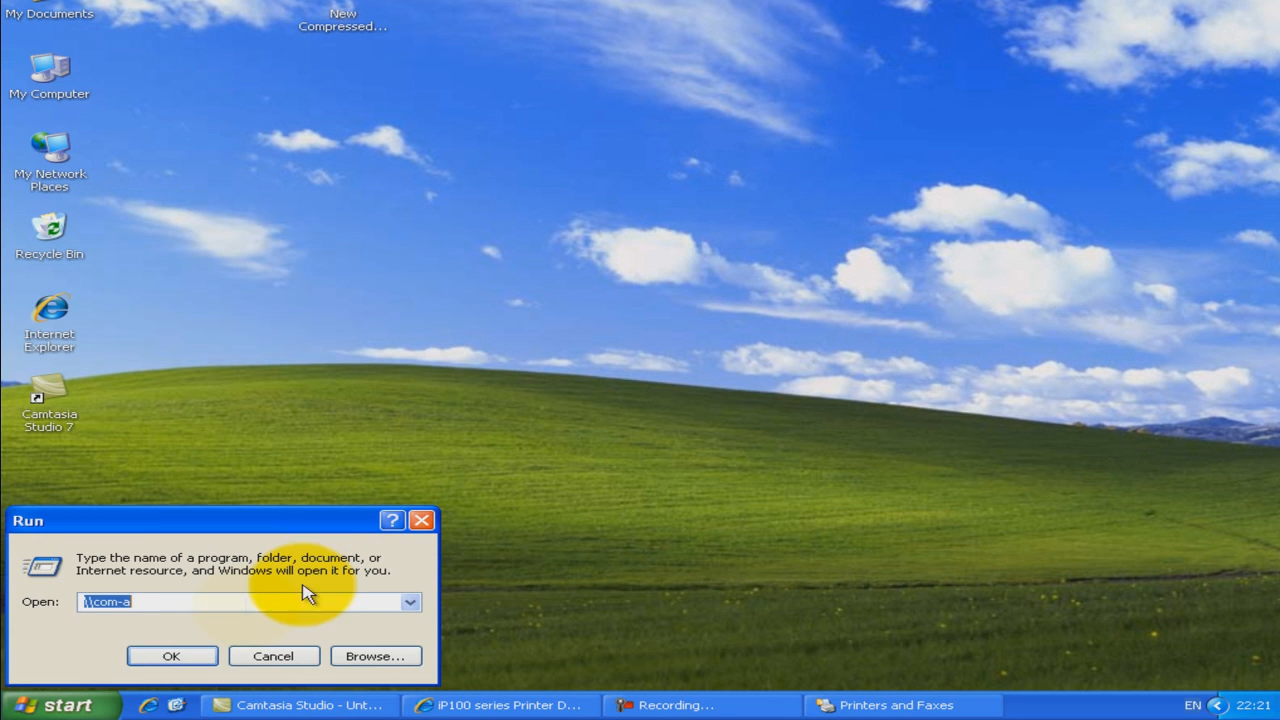 My Documents
New
Compressed...
My Computer
My Network
Places
Recycle Bin
Internet
Explorer
Camtasia
Studio 7
Run
Type the name of a program, folder, document, or
Internet resource, and Windows will open it for you.
Open:
\\com-a
OK
Cancel
Browse...
start
Camtasia Studio - Unt...
iP100 series Printer D...
Recording...
Printers and Faxes
EN
22:21